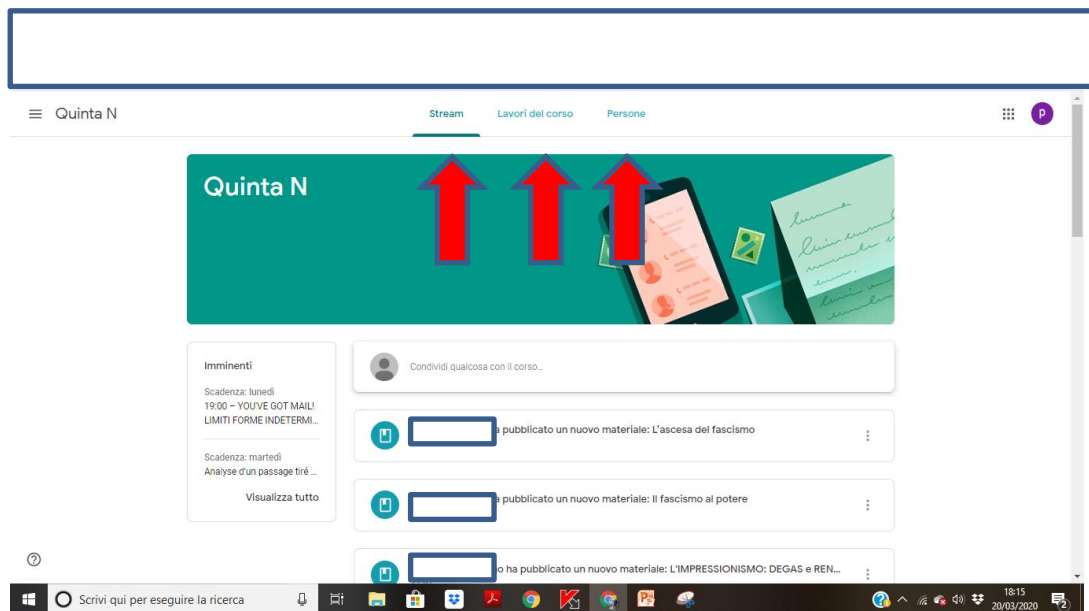 Quinta N
Stream Lavori del corso Persone
p
Quinta N
Imminenti
Scadenza: lunedì
19:00 – YOU'VE GOT MAIL!
LIMITI FORME INDETERMI...
Scadenza: martedì
Analyse d'un passage tiré ...
Visualizza tutto
Condividi qualcosa con il corso...
pubblicato un nuovo materiale: L'ascesa del fascismo
pubblicato un nuovo materiale: Il fascismo al potere
o ha pubblicato un nuovo materiale: L'IMPRESSIONISMO: DEGAS e REN...
Scrivi qui per eseguire la ricerca
18:15
20/03/2020